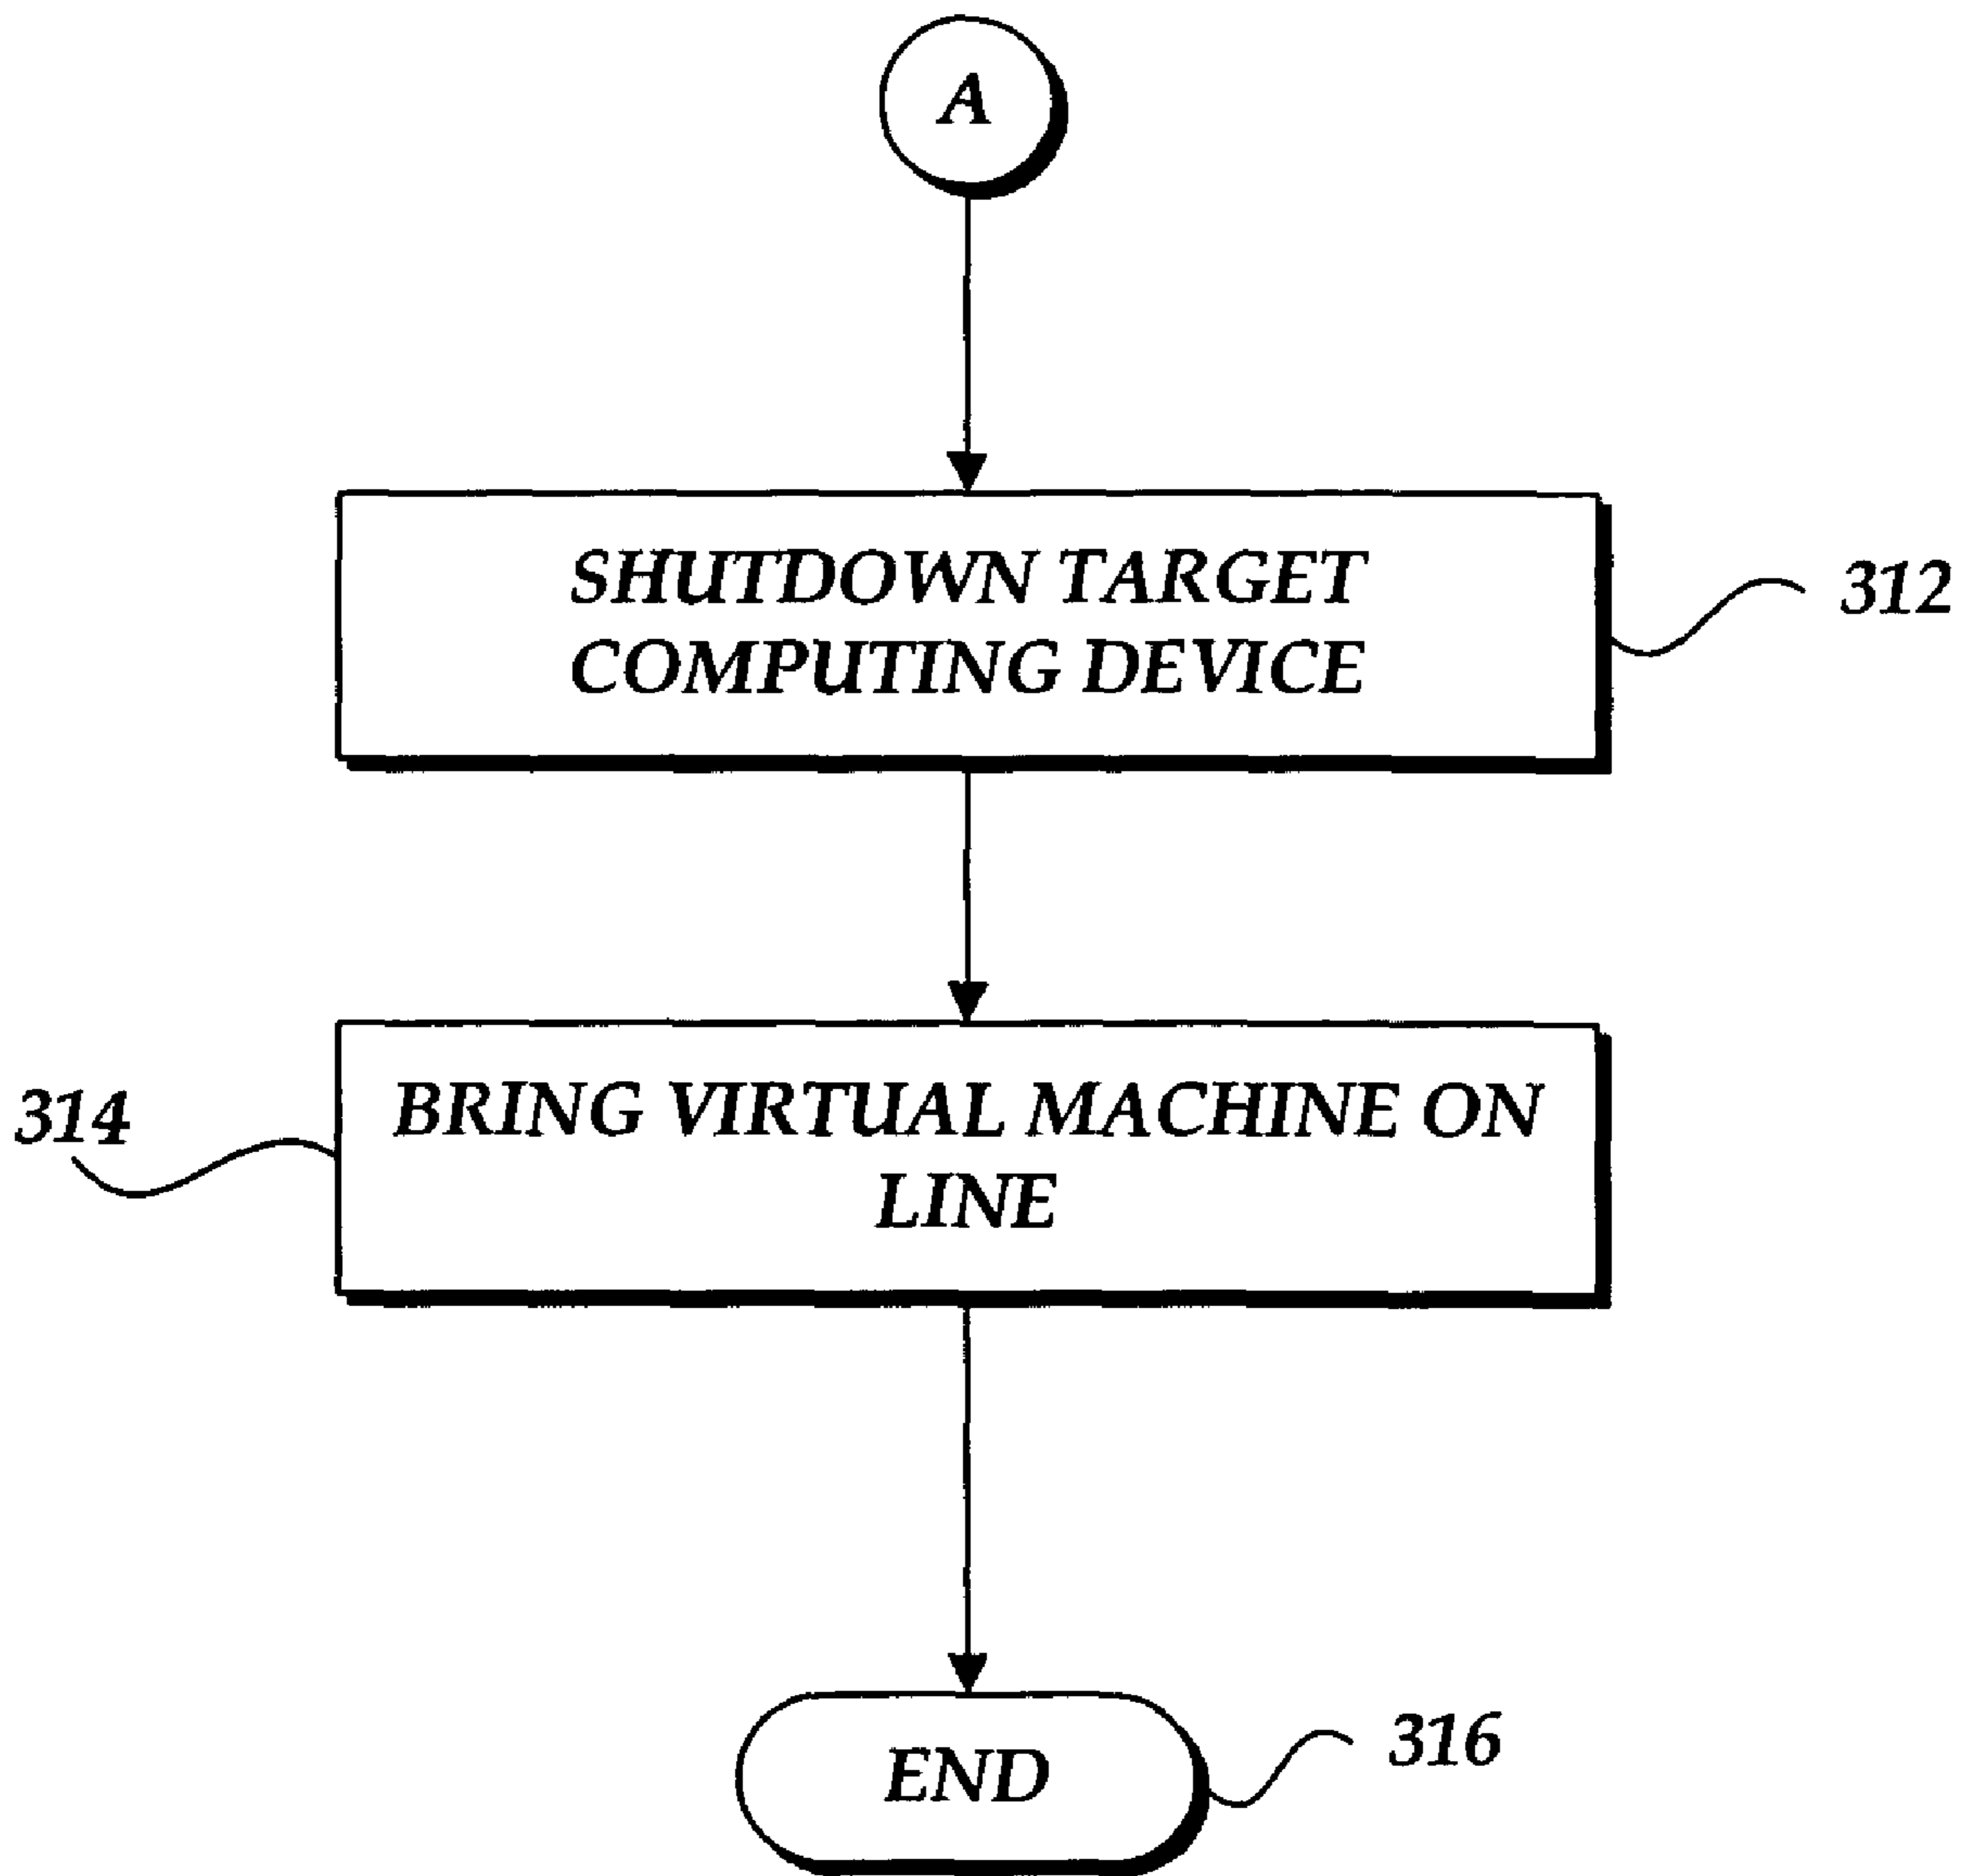 A
SHUTDOWN TARGET
COMPUTING DEVICE
312
BRING VIRTUAL MACHINE ON
LINE
314
END
316